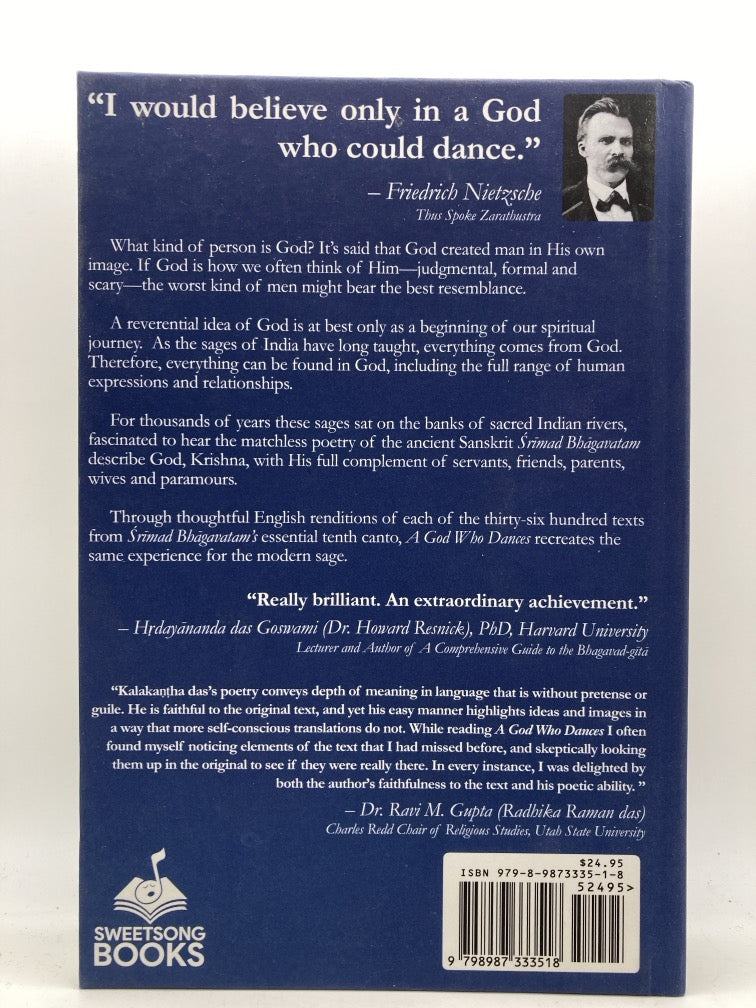 “I would believe only in a God
who could dance.”
– Friedrich Nietzsche
Thus Spoke Zarathustra
What kind of person is God? It’s said that God created man in His own
image. If God is how we often think of Him—judgmental, formal and
scary—the worst kind of men might bear the best resemblance.
A reverential idea of God is at best only as a beginning of our spiritual
journey. As the sages of India have long taught, everything comes from God.
Therefore, everything can be found in God, including the full range of human
expressions and relationships.
For thousands of years these sages sat on the banks of sacred Indian rivers,
fascinated to hear the matchless poetry of the ancient Sanskrit Śrīmad Bhāgavatam
describe God, Krishna, with His full complement of servants, friends, parents,
wives and paramours.
Through thoughtful English renditions of each of the thirty-six hundred texts
from Śrīmad Bhāgavatam’s essential tenth canto, A God Who Dances recreates the
same experience for the modern sage.
“Really brilliant. An extraordinary achievement.”
– Hṛdayānanda das Goswami (Dr. Howard Resnick), PhD, Harvard University
Lecturer and Author of A Comprehensive Guide to the Bhagavad-gītā
“Kalakaṇṭha das’s poetry conveys depth of meaning in language that is without pretense or
guile. He is faithful to the original text, and yet his easy manner highlights ideas and images in
a way that more self-conscious translations do not. While reading A God Who Dances I often
found myself noticing elements of the text that I had missed before, and skeptically looking
them up in the original to see if they were really there. In every instance, I was delighted by
both the author’s faithfulness to the text and his poetic ability. ”
– Dr. Ravi M. Gupta (Radhika Raman das)
Charles Redd Chair of Religious Studies, Utah State University
$24.95
ISBN 979-8-9873335-1-8
52495>
9 798987 333518
SWEETSONG
BOOKS